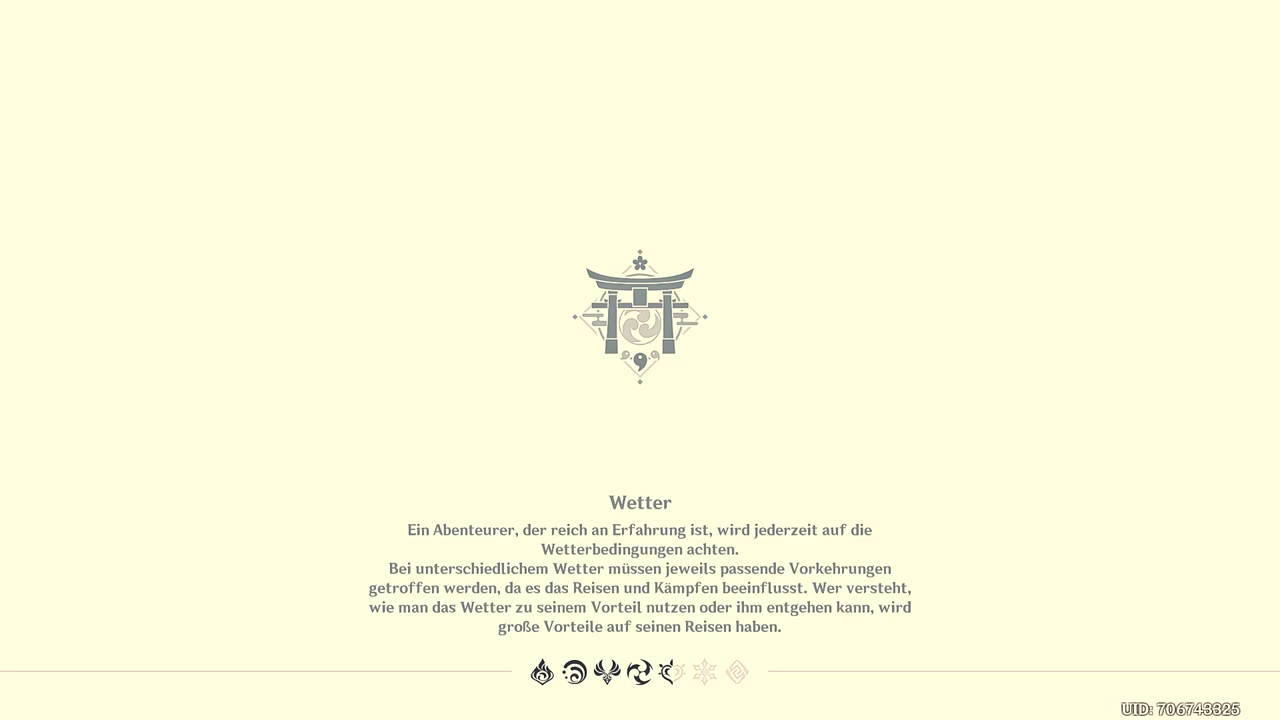 Wetter
Ein Abenteurer, der reich an Erfahrung ist, wird jederzeit auf die
Wetterbedingungen achten.
Bei unterschiedlichem Wetter müssen jeweils passende Vorkehrungen
getroffen werden, da es das Reisen und Kämpfen beeinflusst. Wer versteht,
wie man das Wetter zu seinem Vorteil nutzen oder ihm entgehen kann, wird
große Vorteile auf seinen Reisen haben.
UID: 706743325